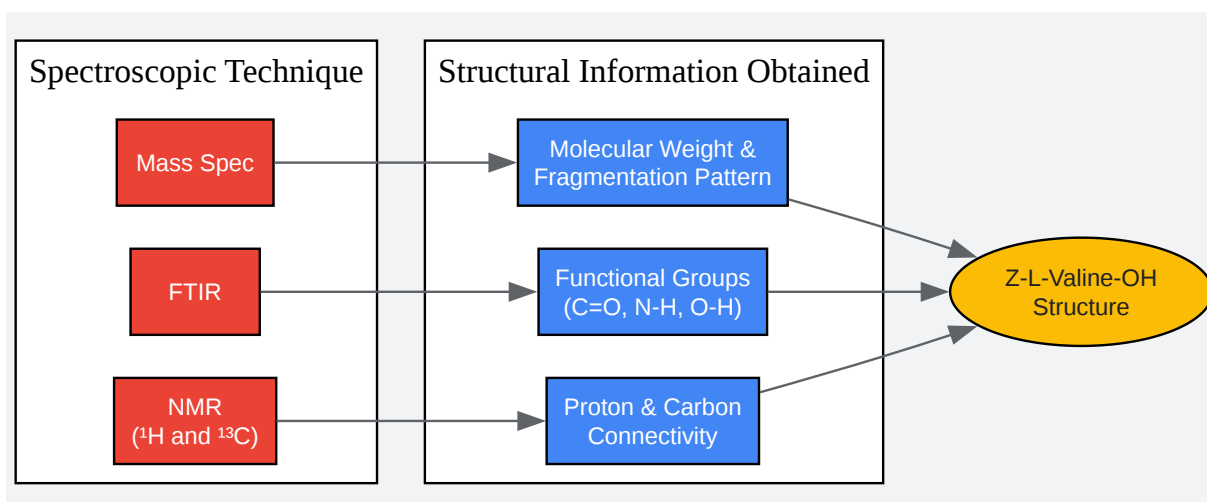 Spectroscopic Technique
Structural Information Obtained
Mass Spec
Molecular Weight &
Fragmentation Pattern
FTIR
Functional Groups
(C=O, N-H, O-H)
Z-L-Valine-OH
Structure
NMR
(¹H and ¹³C)
Proton & Carbon
Connectivity